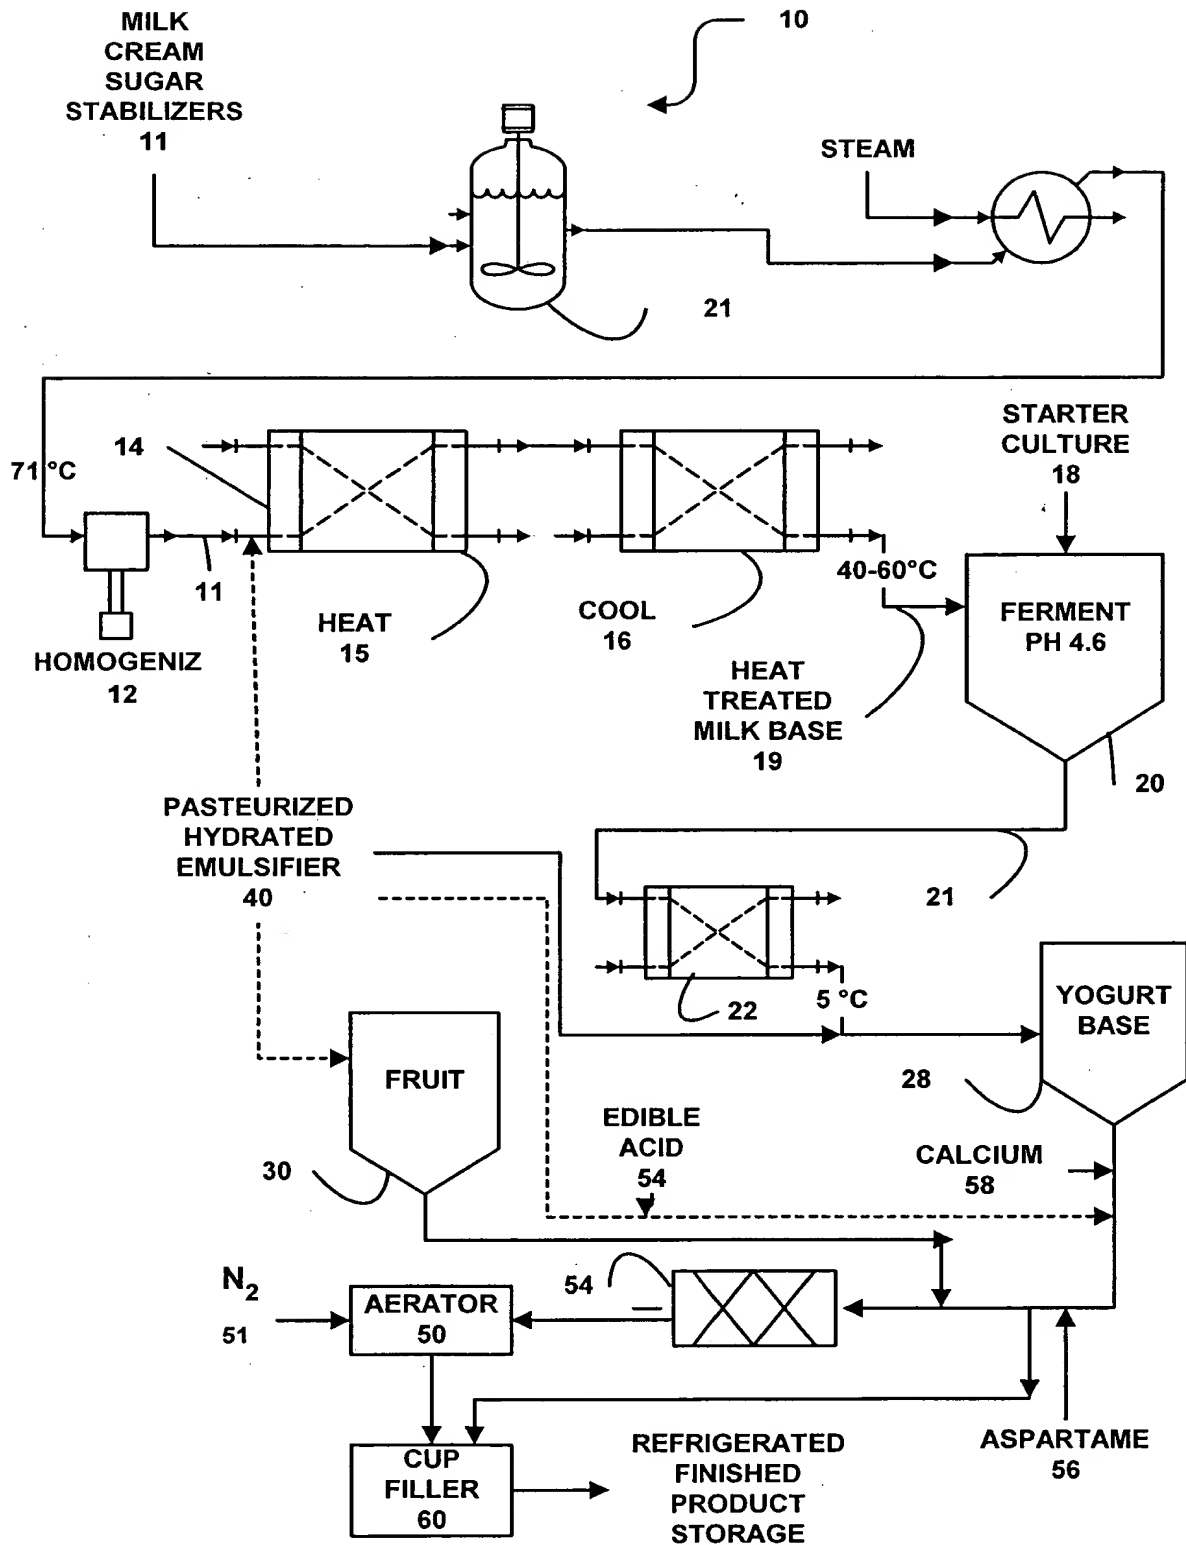 MILK
CREAM
SUGAR
STABILIZERS
11
10
STEAM
21
14
71 °C
11
HOMOGENIZ
12
HEAT
15
COOL
16
40-60°C
HEAT
TREATED
MILK BASE
19
STARTER
CULTURE
18
FERMENT
PH 4.6
20
PASTEURIZED
HYDRATED
EMULSIFIER
40
21
22
5 °C
YOGURT
BASE
28
FRUIT
30
EDIBLE
ACID
54
CALCIUM
58
N2
51
AERATOR
50
54
CUP
FILLER
60
REFRIGERATED
FINISHED
PRODUCT
STORAGE
ASPARTAME
56